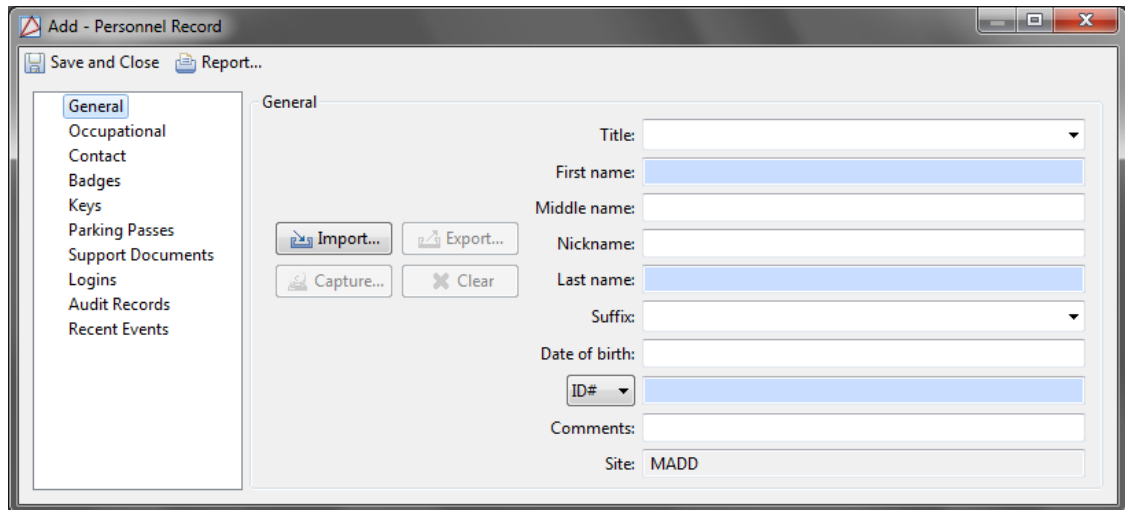 Add - Personnel Record
Save and Close Report...
General
Occupational
Contact
Badges
Keys
Parking Passes
Support Documents
Logins
Audit Records
Recent Events
General
Import... Export...
Capture... Clear
Title:
First name:
Middle name:
Nickname:
Last name:
Suffix:
Date of birth:
ID#
Comments:
Site: MADD